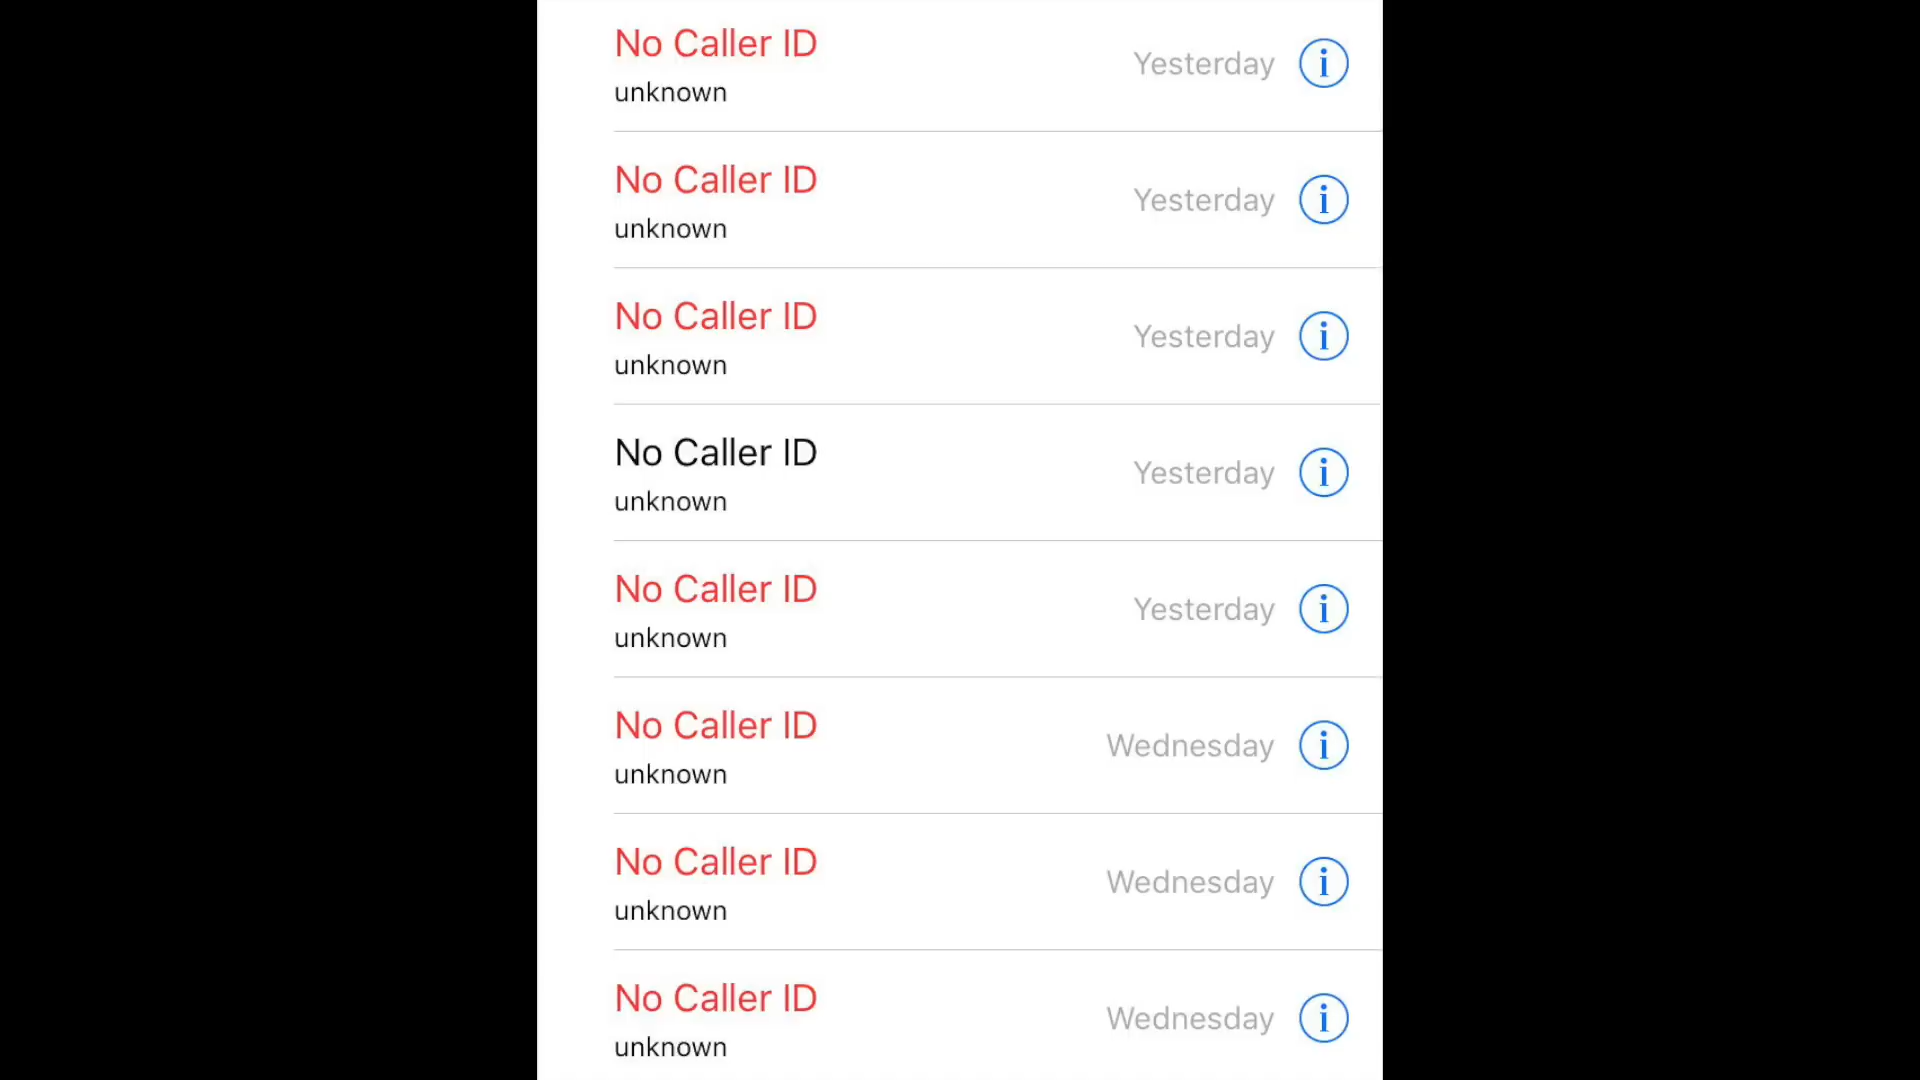 No Caller ID
unknown
Yesterday
No Caller ID
unknown
Yesterday
No Caller ID
unknown
Yesterday
No Caller ID
unknown
Yesterday
No Caller ID
unknown
Yesterday
No Caller ID
unknown
Wednesday
No Caller ID
unknown
Wednesday
No Caller ID
unknown
Wednesday